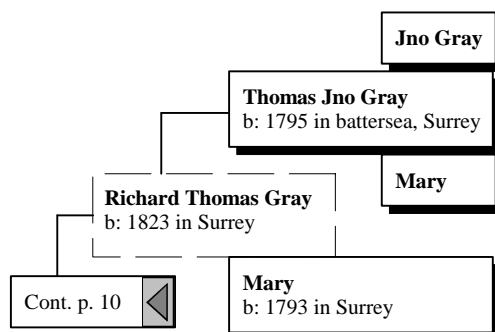 Jno Gray
Thomas Jno Gray
b: 1795 in battersea, Surrey
Mary
Richard Thomas Gray
b: 1823 in Surrey
Cont. p. 10
Mary
b: 1793 in Surrey